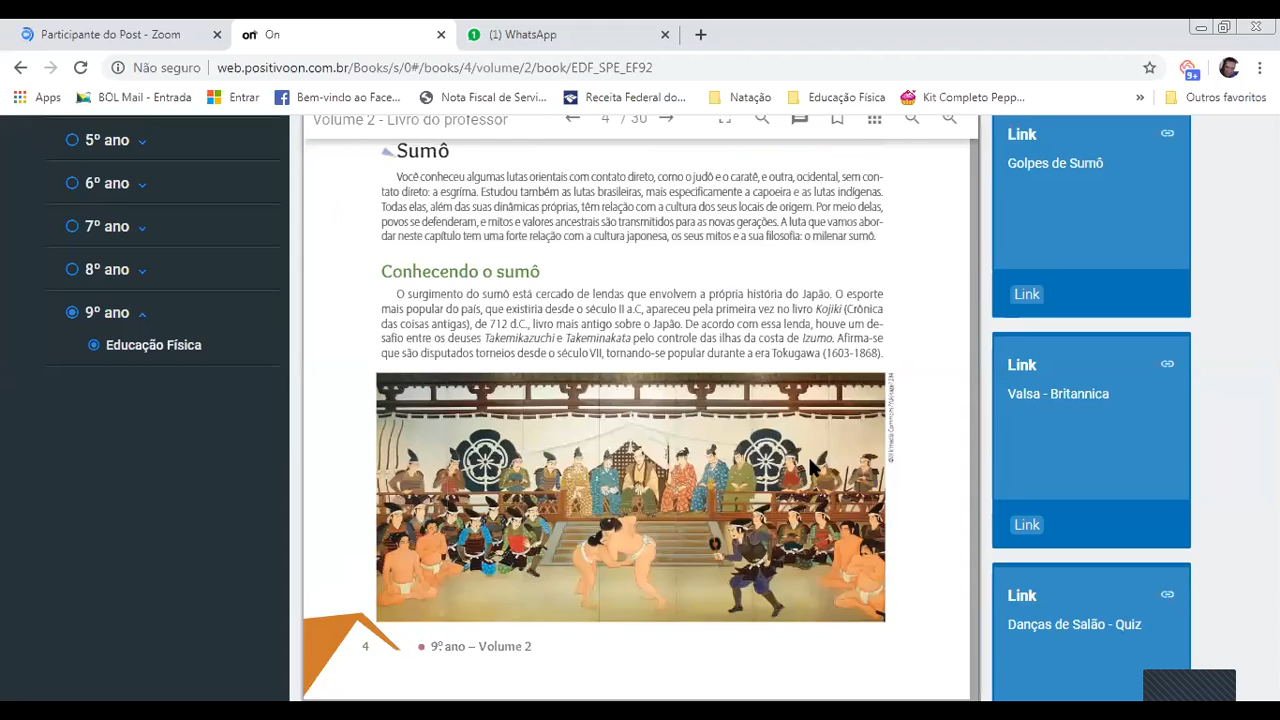 Participante do Post - Zoom
On
(1) WhatsApp
Não seguro
web.positivoon.com.br/Books/s/0#/books/4/volume/2/book/EDF_SPE_EF92
9+
Apps
BOL Mail - Entrada
Entrar
Bem-vindo ao Face...
Nota Fiscal de Servi...
Receita Federal do...
Natação
Educação Física
Kit Completo Pepp...
Outros favoritos
5º ano
6º ano
7º ano
8º ano
9º ano
Educação Física
Volume 2 - Livro do professor
4 / 30
Sumô
Você conheceu algumas lutas orientais com contato direto, como o judô e o caratê, e outra, ocidental, sem con-
tato direto: a esgrima. Estudou também as lutas brasileiras, mais especificamente a capoeira e as lutas indígenas.
Todas elas, além das suas dinâmicas próprias, têm relação com a cultura dos seus locais de origem. Por meio delas,
povos se defenderam, e mitos e valores ancestrais são transmitidos para as novas gerações. A luta que vamos abor-
dar neste capítulo tem uma forte relação com a cultura japonesa, os seus mitos e a sua filosofia: o milenar sumô.
Conhecendo o sumô
O surgimento do sumô está cercado de lendas que envolvem a própria história do Japão. O esporte
mais popular do país, que existiria desde o século II a.C, apareceu pela primeira vez no livro Kojiki (Crônica
das coisas antigas), de 712 d.C., livro mais antigo sobre o Japão. De acordo com essa lenda, houve um de-
safio entre os deuses Takemikazuchi e Takeminakata pelo controle das ilhas da costa de Izumo. Afirma-se
que são disputados torneios desde o século VII, tornando-se popular durante a era Tokugawa (1603-1868).
4
9º. ano – Volume 2
Link
Golpes de Sumô
Link
Link
Valsa - Britannica
Link
Link
Danças de Salão - Quiz